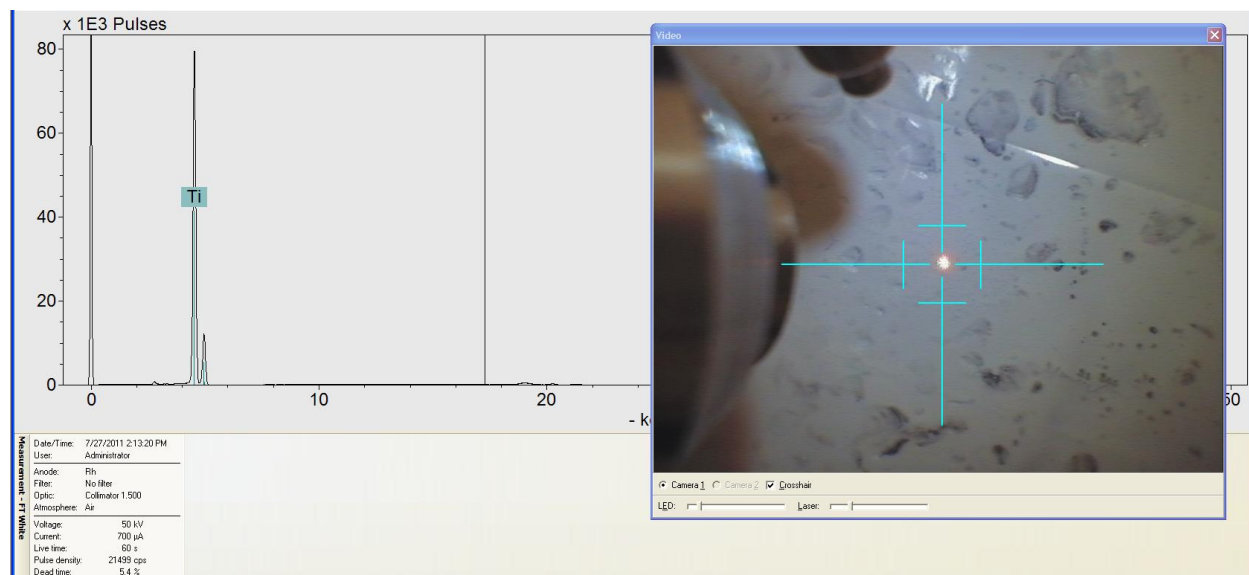 x 1E3 Pulses
80
60
40
20
0
Ti
0 10 20 50
- k
Video
Camera 1 Camera 2 Crosshair
LED: Laser:
Measurement - FT White
Date/Time: 7/27/2011 2:13:20 PM
User: Administrator
Anode: Rh
Filter: No filter
Optic: Collimator 1.500
Atmosphere: Air
Voltage: 50 kV
Current: 700 µA
Live time: 60 s
Pulse density: 21499 cps
Dead time: 5.4 %